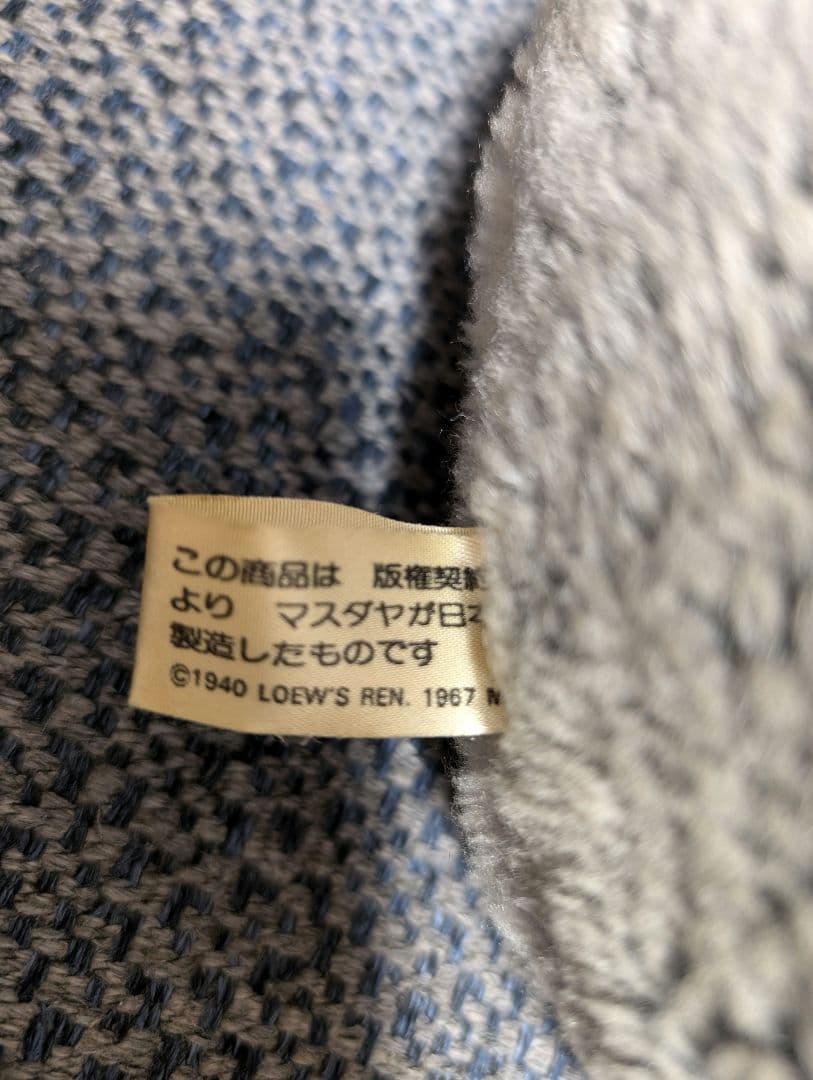 この商品は 版権契約
より マスダヤが日本
製造したものです
©1940 LOEW'S REN. 1967 M